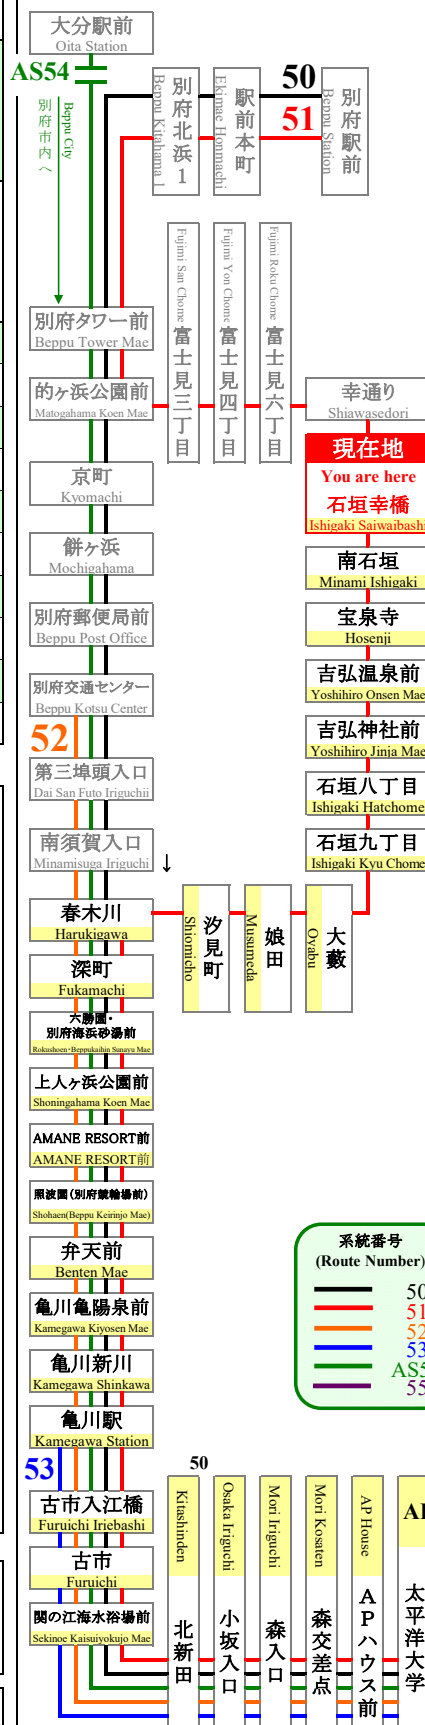 大分駅前
Oita Station
AS54
Beppu City
別府市内へ
50
51
別府北浜1
Beppu Kitahama 1
駅前本町
Ekimae Honmachi
別府駅前
Beppu Station
別府タワー前
Beppu Tower Mae
的ヶ浜公園前
Matogahama Koen Mae
富士見三丁目
Fujimi San Chome
富士見四丁目
Fujimi Yon Chome
富士見六丁目
Fujimi Roku Chome
幸通り
Shiawasedori
現在地
You are here
石垣幸橋
Ishigaki Saiwaibashi
京町
Kyomachi
餅ヶ浜
Mochigahama
別府郵便局前
Beppu Post Office
別府交通センター
Beppu Kotsu Center
52
第三埠頭入口
Dai San Futo Iriguchii
南須賀入口
Minamisuga Iriguchi
↓
南石垣
Minami Ishigaki
宝泉寺
Hosenji
吉弘温泉前
Yoshihiro Onsen Mae
吉弘神社前
Yoshihiro Jinja Mae
石垣八丁目
Ishigaki Hatchome
石垣九丁目
Ishigaki Kyu Chome
春木川
Harukigawa
汐見町
Shiomicho
娘田
Musumeda
大藪
Oyabu
深町
Fukamachi
六勝園・
別府海浜砂湯前
Rokushoen・Beppukaihin Sunayu Mae
上人ヶ浜公園前
Shoningahama Koen Mae
AMANE RESORT前
AMANE RESORT前
照波園(別府競輪場前)
Shohaen(Beppu Keirinjo Mae)
弁天前
Benten Mae
亀川亀陽泉前
Kamegawa Kiyosen Mae
亀川新川
Kamegawa Shinkawa
亀川駅
Kamegawa Station
系統番号
(Route Number)
50
51
52
53
AS5
55
53
古市入江橋
Furuichi Iriebashi
古市
Furuichi
関の江海水浴場前
Sekinoe Kaisuiyokujo Mae
50
Kitashinden
北新田
Osaka Iriguchi
小坂入口
Mori Iriguchi
森入口
Mori Kosaten
森交差点
AP House
APハウス前
太平洋大学